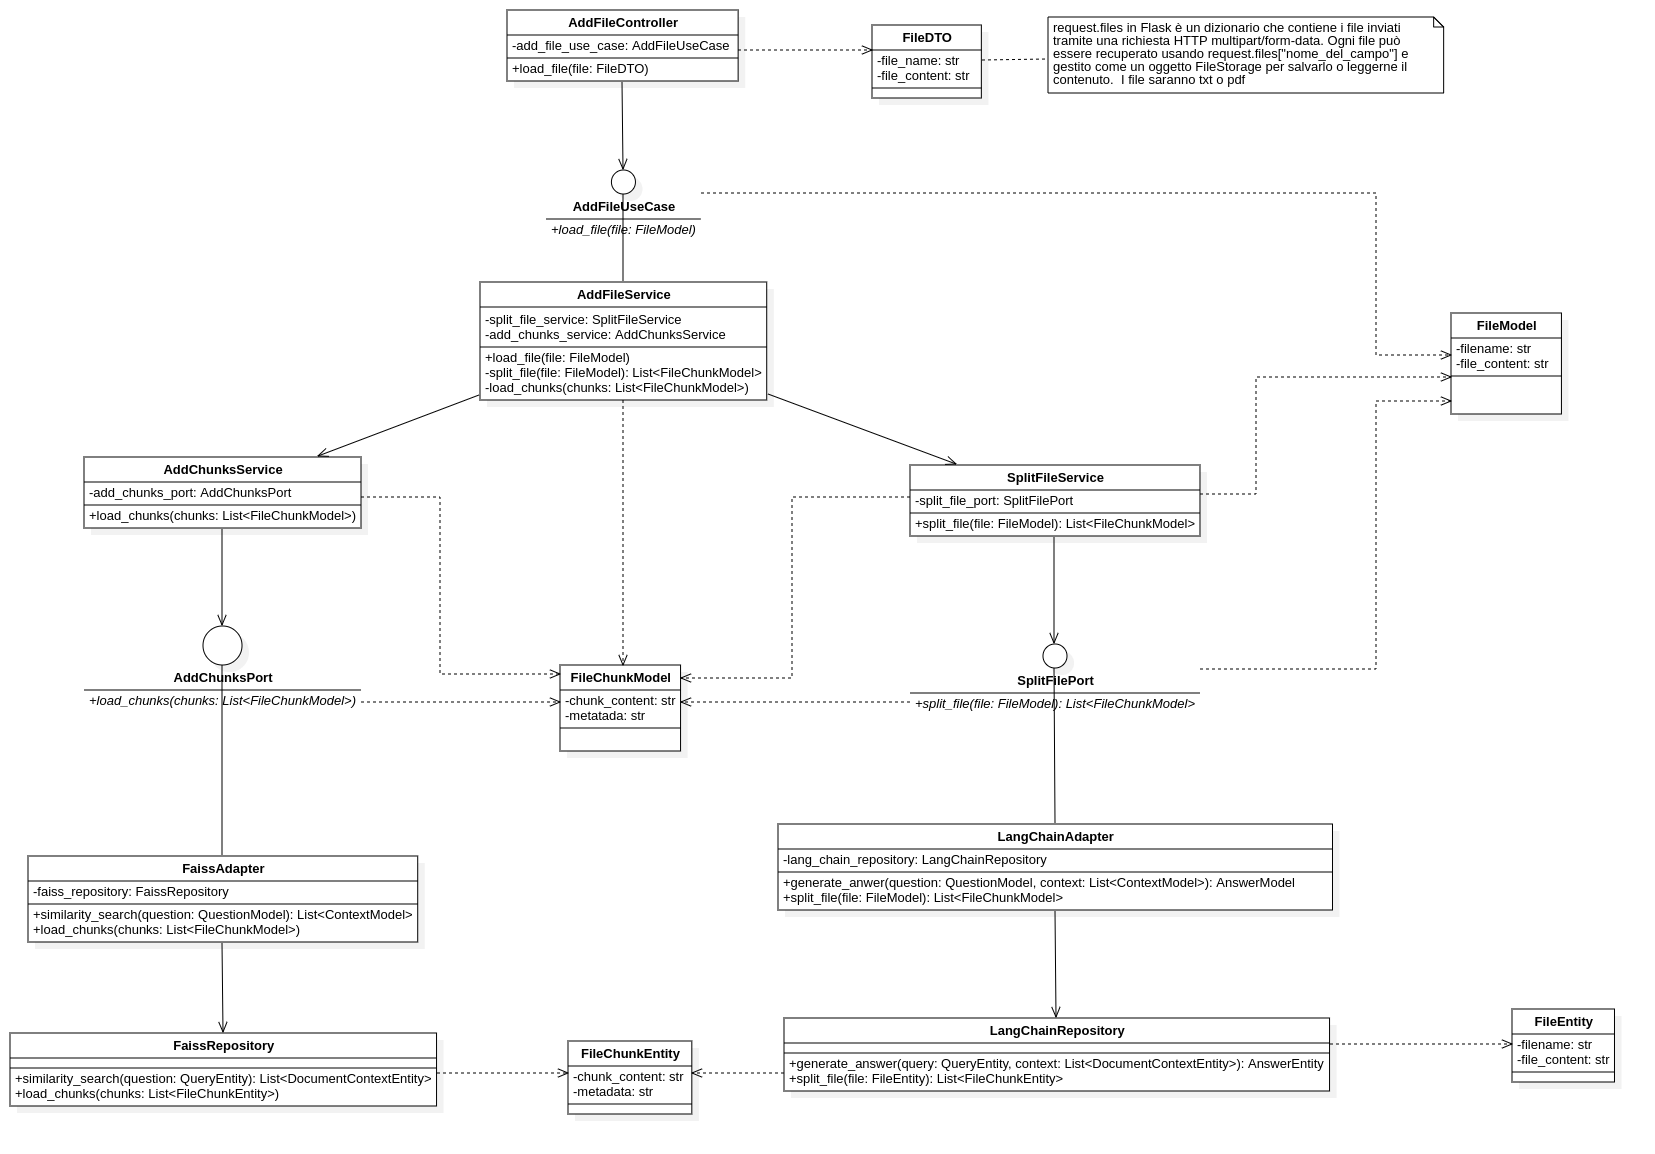 AddFileController
-add_file_use_case: AddFileUseCase
+load_file(file: FileDTO)
FileDTO
-file_name: str
-file_content: str
request.files in Flask è un dizionario che contiene i file inviati
tramite una richiesta HTTP multipart/form-data. Ogni file può
essere recuperato usando request.files["nome_del_campo"] e
gestito come un oggetto FileStorage per salvarlo o leggerne il
contenuto.  I file saranno txt o pdf
AddFileUseCase
+load_file(file: FileModel)
AddFileService
-split_file_service: SplitFileService
-add_chunks_service: AddChunksService
+load_file(file: FileModel)
-split_file(file: FileModel): List<FileChunkModel>
-load_chunks(chunks: List<FileChunkModel>)
FileModel
-filename: str
-file_content: str
AddChunksService
-add_chunks_port: AddChunksPort
+load_chunks(chunks: List<FileChunkModel>)
SplitFileService
-split_file_port: SplitFilePort
+split_file(file: FileModel): List<FileChunkModel>
AddChunksPort
+load_chunks(chunks: List<FileChunkModel>)
FileChunkModel
-chunk_content: str
-metatada: str
SplitFilePort
+split_file(file: FileModel): List<FileChunkModel>
FaissAdapter
-faiss_repository: FaissRepository
+similarity_search(question: QuestionModel): List<ContextModel>
+load_chunks(chunks: List<FileChunkModel>)
LangChainAdapter
-lang_chain_repository: LangChainRepository
+generate_anwer(question: QuestionModel, context: List<ContextModel>): AnswerModel
+split_file(file: FileModel): List<FileChunkModel>
FaissRepository
+similarity_search(question: QueryEntity): List<DocumentContextEntity>
+load_chunks(chunks: List<FileChunkEntity>)
FileChunkEntity
-chunk_content: str
-metadata: str
LangChainRepository
+generate_answer(query: QueryEntity, context: List<DocumentContextEntity>): AnswerEntity
+split_file(file: FileEntity): List<FileChunkEntity>
FileEntity
-filename: str
-file_content: str